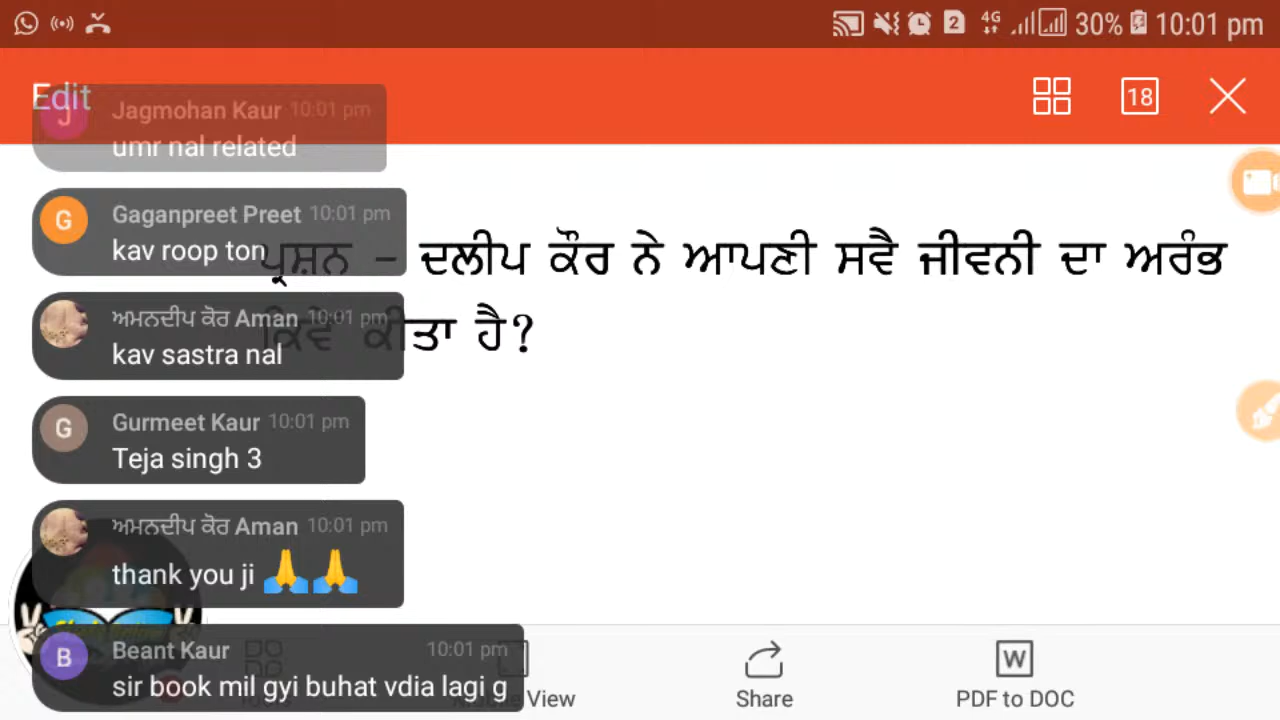 2 4G 30% 10:01 pm
Edit
18
Jagmohan Kaur 10:01 pm
umr nal related
Gaganpreet Preet 10:01 pm
kav roop ton
ਪ੍ਰਸ਼ਨ – ਦਲੀਪ ਕੌਰ ਨੇ ਆਪਣੀ ਸਵੈ ਜੀਵਨੀ ਦਾ ਅਰੰਭ
ਕਿਵੇਂ ਕੀਤਾ ਹੈ?
ਅਮਨਦੀਪ ਕੋਰ Aman 10:01 pm
kav sastra nal
Gurmeet Kaur 10:01 pm
Teja singh 3
ਅਮਨਦੀਪ ਕੋਰ Aman 10:01 pm
thank you ji 🙏🙏
Beant Kaur 10:01 pm
sir book mil gyi buhat vdia lagi g
View
Share
PDF to DOC